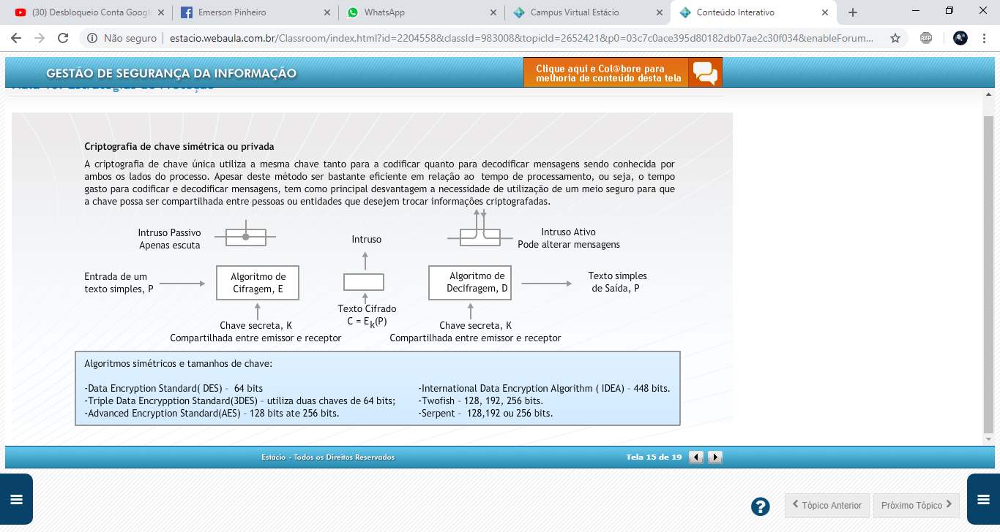 (30) Desbloqueio Conta Googl
Emerson Pinheiro
WhatsApp
Campus Virtual Estácio
Conteúdo Interativo
Não seguro
estacio.webaula.com.br/Classroom/index.html?id=2204558&classId=983008&topicId=2652421&p0=03c7c0ace395d80182db07ae2c30f034&enableForum...
ABP
GESTÃO DE SEGURANÇA DA INFORMAÇÃO
Clique aqui e Col@bore para
melhoria de conteúdo desta tela
Aula 10: Estratégias de Proteção
Criptografia de chave simétrica ou privada
A criptografia de chave única utiliza a mesma chave tanto para a codificar quanto para decodificar mensagens sendo conhecida por
ambos os lados do processo. Apesar deste método ser bastante eficiente em relação ao tempo de processamento, ou seja, o tempo
gasto para codificar e decodificar mensagens, tem como principal desvantagem a necessidade de utilização de um meio seguro para que
a chave possa ser compartilhada entre pessoas ou entidades que desejem trocar informações criptografadas.
Intruso Passivo
Apenas escuta
Intruso
Intruso Ativo
Pode alterar mensagens
Entrada de um
texto simples, P
Algoritmo de
Cifragem, E
Algoritmo de
Decifragem, D
Texto simples
de Saída, P
Texto Cifrado
C = Ek(P)
Chave secreta, K
Compartilhada entre emissor e receptor
Chave secreta, K
Compartilhada entre emissor e receptor
Algoritmos simétricos e tamanhos de chave:
-Data Encryption Standard( DES) – 64 bits
-Triple Data Encrypption Standard(3DES) – utiliza duas chaves de 64 bits;
-Advanced Encryption Standard(AES) – 128 bits ate 256 bits.
-International Data Encryption Algorithm ( IDEA) – 448 bits.
-Twofish – 128, 192, 256 bits.
-Serpent – 128,192 ou 256 bits.
Estácio - Todos os Direitos Reservados
Tela 15 de 19
?
Tópico Anterior
Próximo Tópico